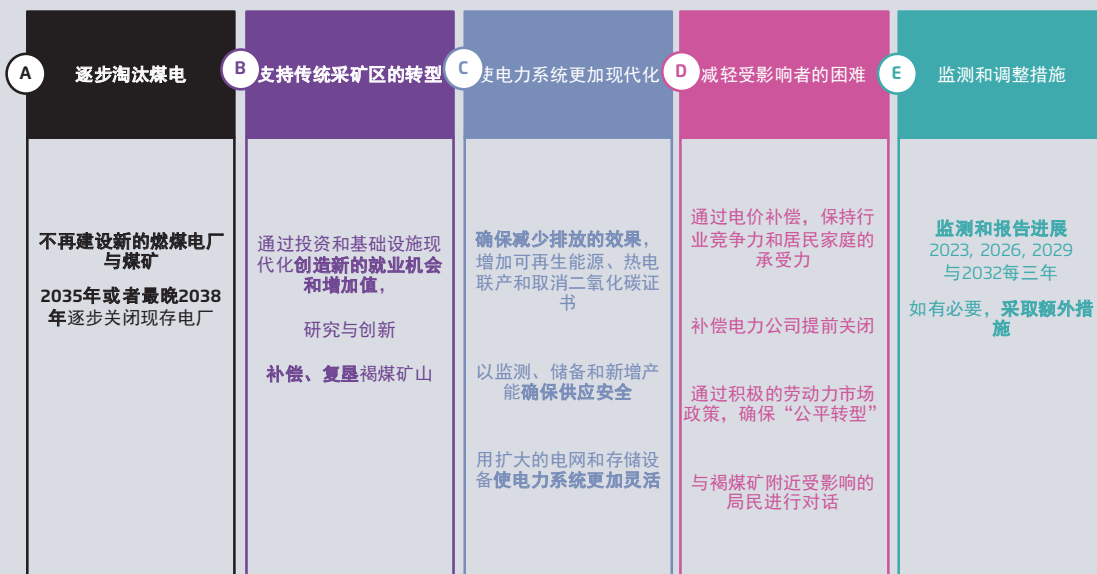 A
逐步淘汰煤电
不再建设新的燃煤电厂
与煤矿
2035年或者最晚2038
年逐步关闭现存电厂
B
支持传统采矿区的转型
通过投资和基础设施现
代化创造新的就业机会
和增加值,
研究与创新
补偿、复垦褐煤矿山
C
使电力系统更加现代化
确保减少排放的效果,
增加可再生能源、热电
联产和取消二氧化碳证
书
以监测、储备和新增产
能确保供应安全
用扩大的电网和存储设
备使电力系统更加灵活
D
减轻受影响者的困难
通过电价补偿，保持行
业竞争力和居民家庭的
承受力
补偿电力公司提前关闭
通过积极的劳动力市场
政策，确保“公平转型”
与褐煤矿附近受影响的
局民进行对话
E
监测和调整措施
监测和报告进展
2023, 2026, 2029
与2032每三年
如有必要，采取额外措
施